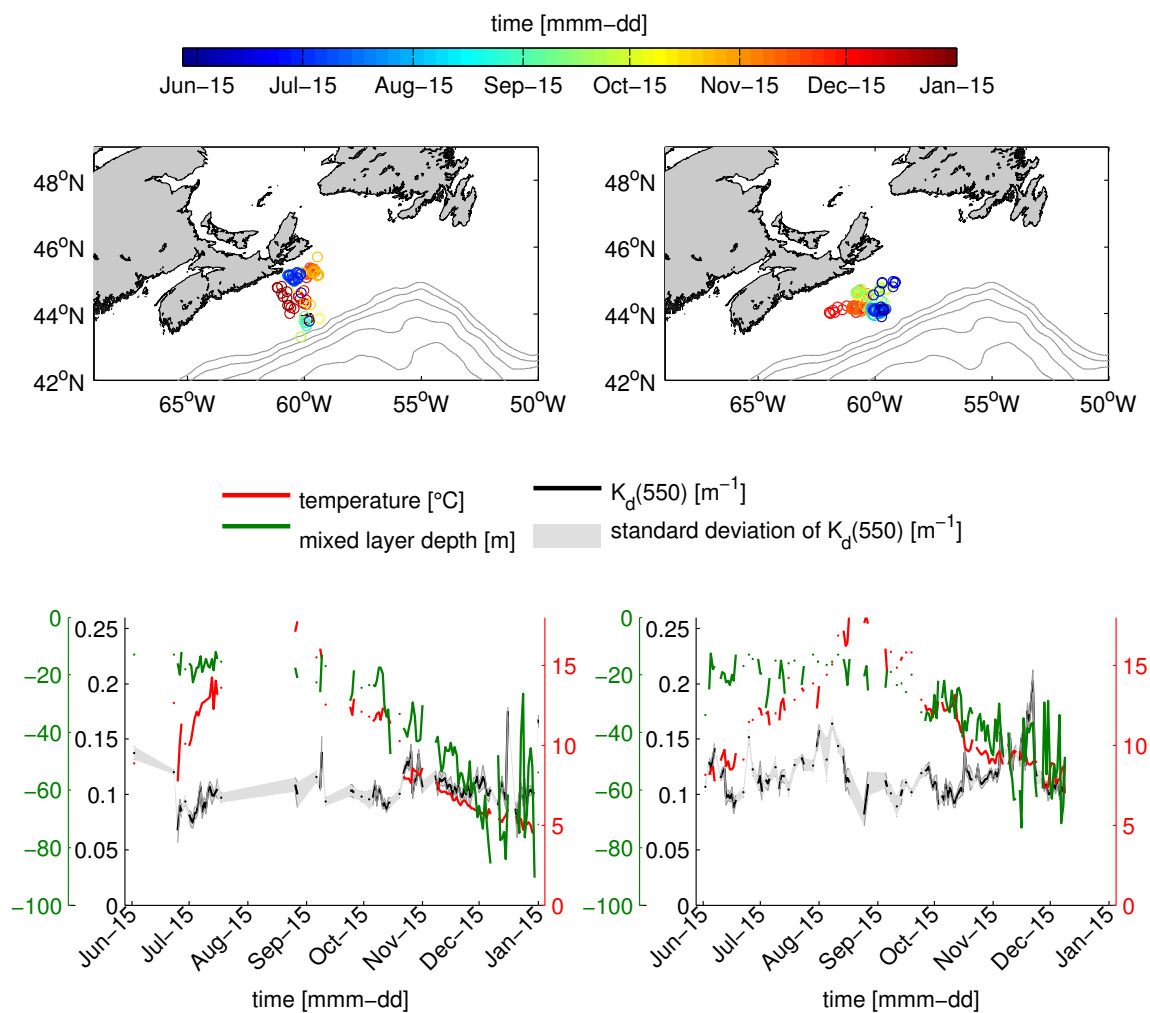 time [mmm−dd]
Jun−15 Jul−15 Aug−15 Sep−15 Oct−15 Nov−15 Dec−15 Jan−15
48°N 48°N
46°N 46°N
44°N 44°N
42°N 42°N
65°W 60°W 55°W 50°W 65°W 60°W 55°W 50°W
temperature [°C] K_d(550) [m^−1]
mixed layer depth [m] standard deviation of K_d(550) [m^−1]
0 0.25 0 0.25
−20 0.2 15 −20 0.2 15
−40 0.15 10 −40 0.15 10
−60 0.1 −60 0.1
−80 0.05 5 −80 0.05 5
−100 0 0 −100 0 0
Jun−15 Jul−15 Aug−15 Sep−15 Oct−15 Nov−15 Dec−15 Jan−15 Jun−15 Jul−15 Aug−15 Sep−15 Oct−15 Nov−15 Dec−15 Jan−15
time [mmm−dd] time [mmm−dd]